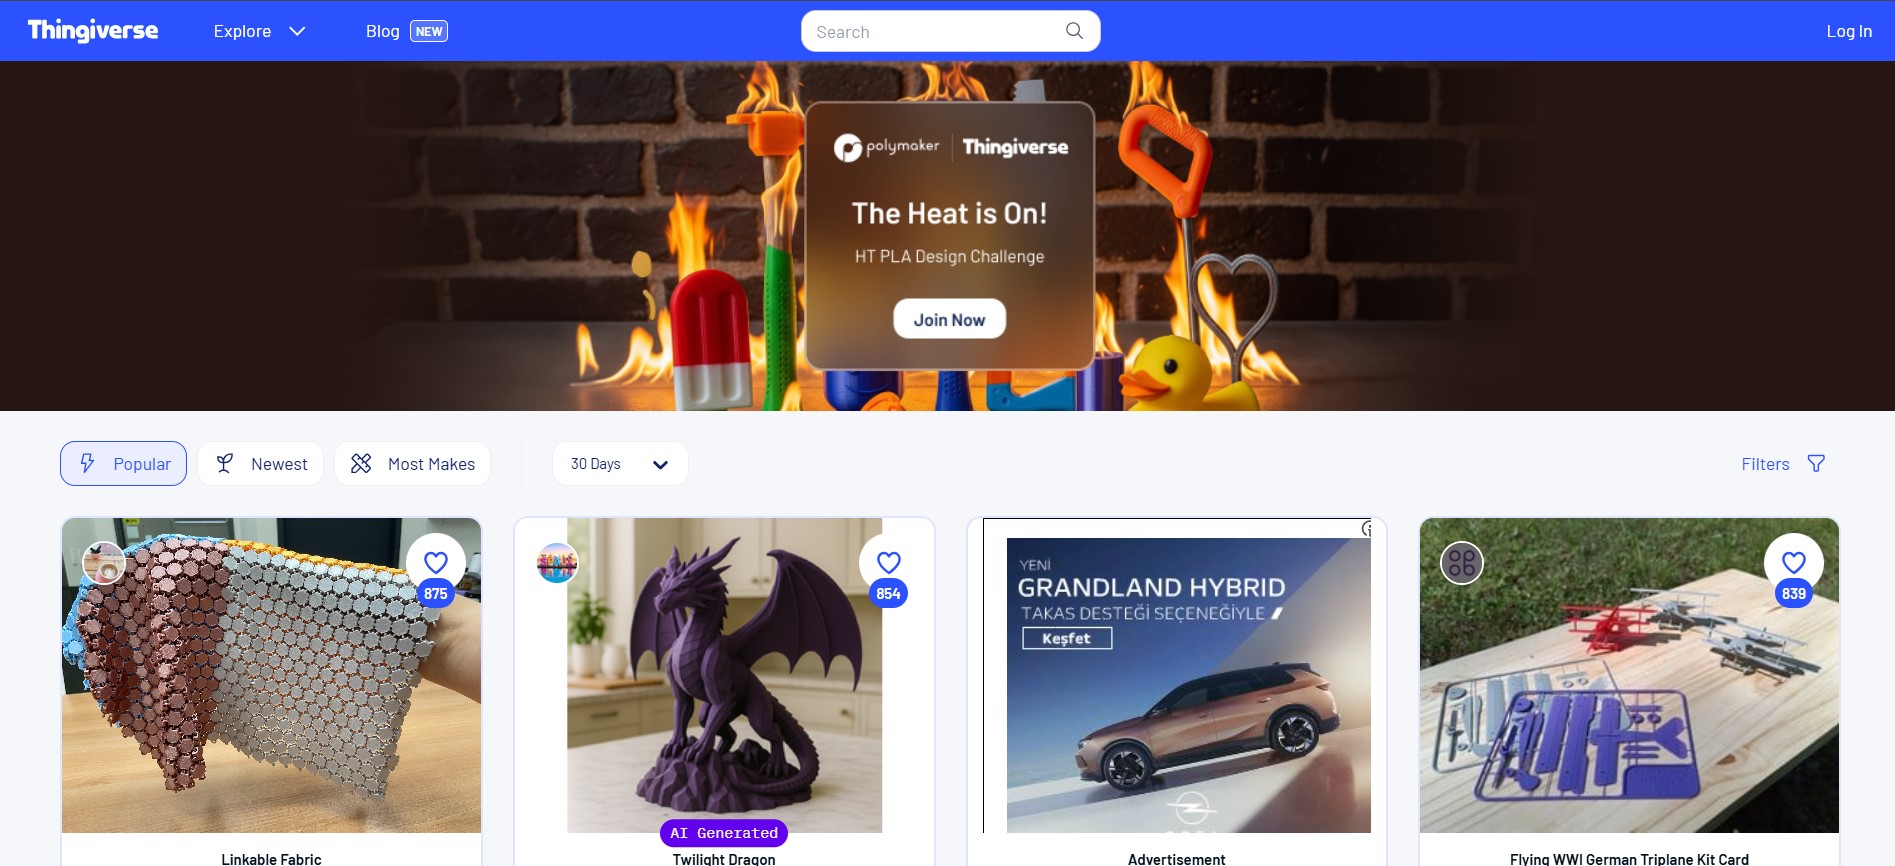 Thingiverse
Explore
Blog NEW
Search
Log In
polymaker | Thingiverse
The Heat is On!
HT PLA Design Challenge
Join Now
Popular
Newest
Most Makes
30 Days
Filters
875
854
YENİ
GRANDLAND HYBRID
TAKAS DESTEĞİ SEÇENEĞİYLE
Keşfet
839
AI Generated
Linkable Fabric
Twilight Dragon
Advertisement
Flying WWI German Triplane Kit Card